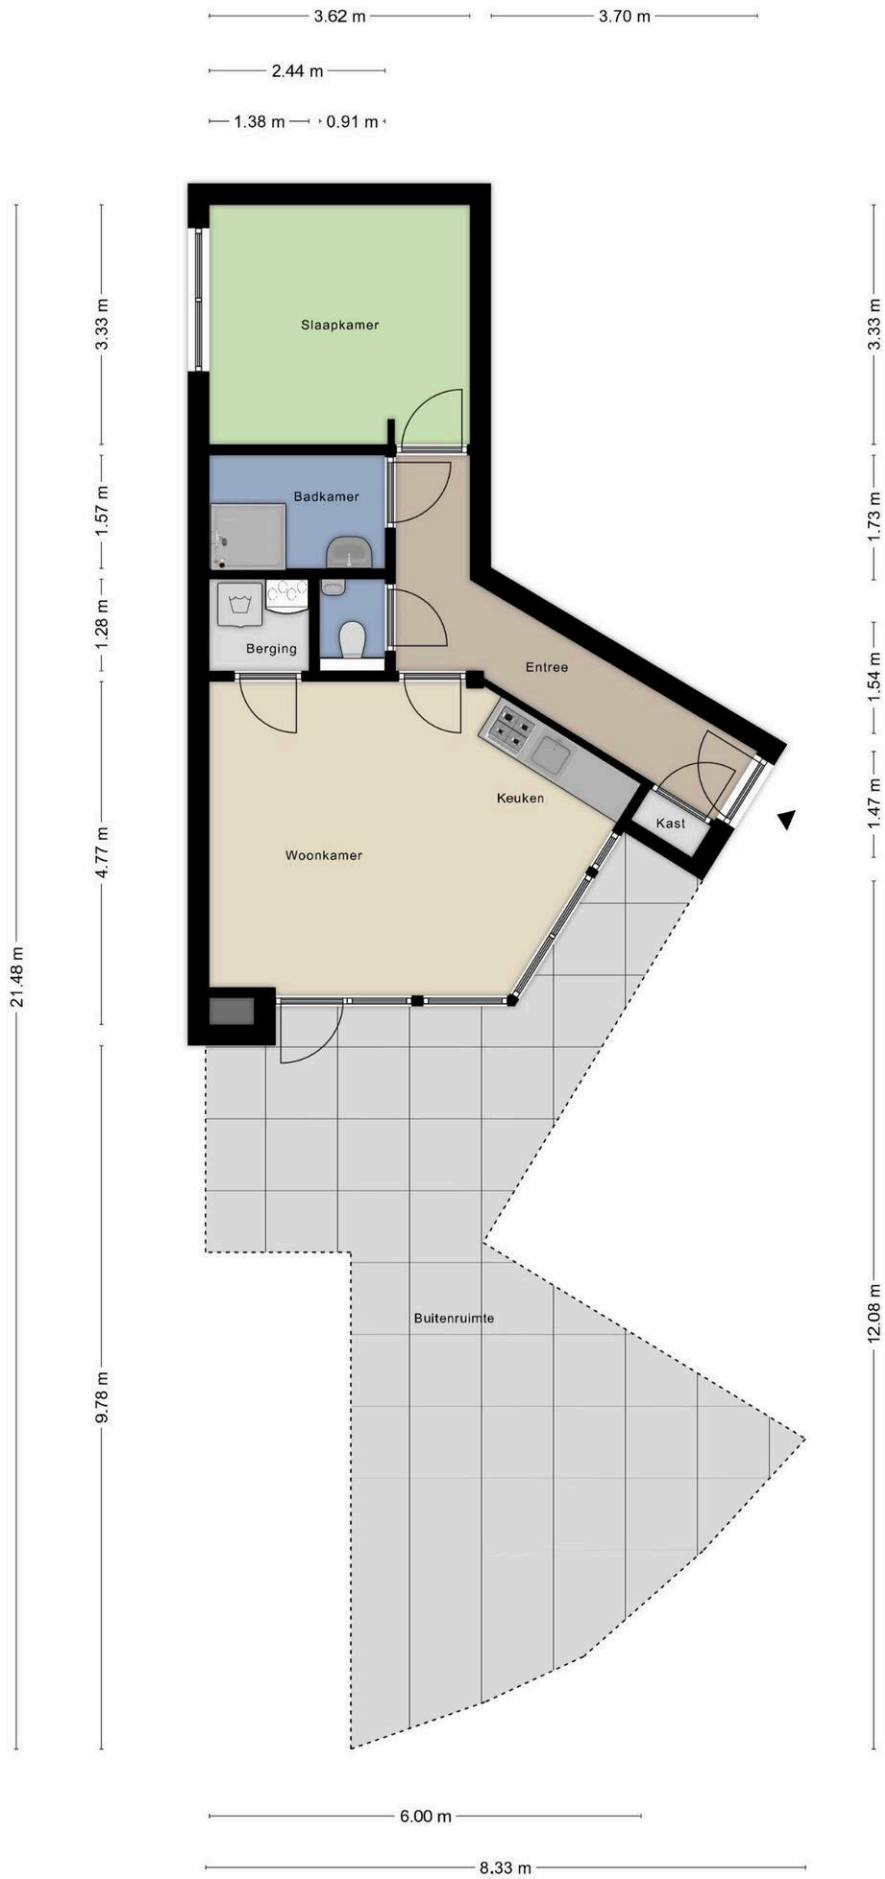 3.62 m
3.70 m
2.44 m
1.38 m
0.91 m
3.33 m
3.33 m
Slaapkamer
1.57 m
Badkamer
1.73 m
1.28 m
Berging
Entree
1.54 m
Keuken
Kast
1.47 m
Woonkamer
4.77 m
21.48 m
Buitenruimte
12.08 m
9.78 m
6.00 m
8.33 m